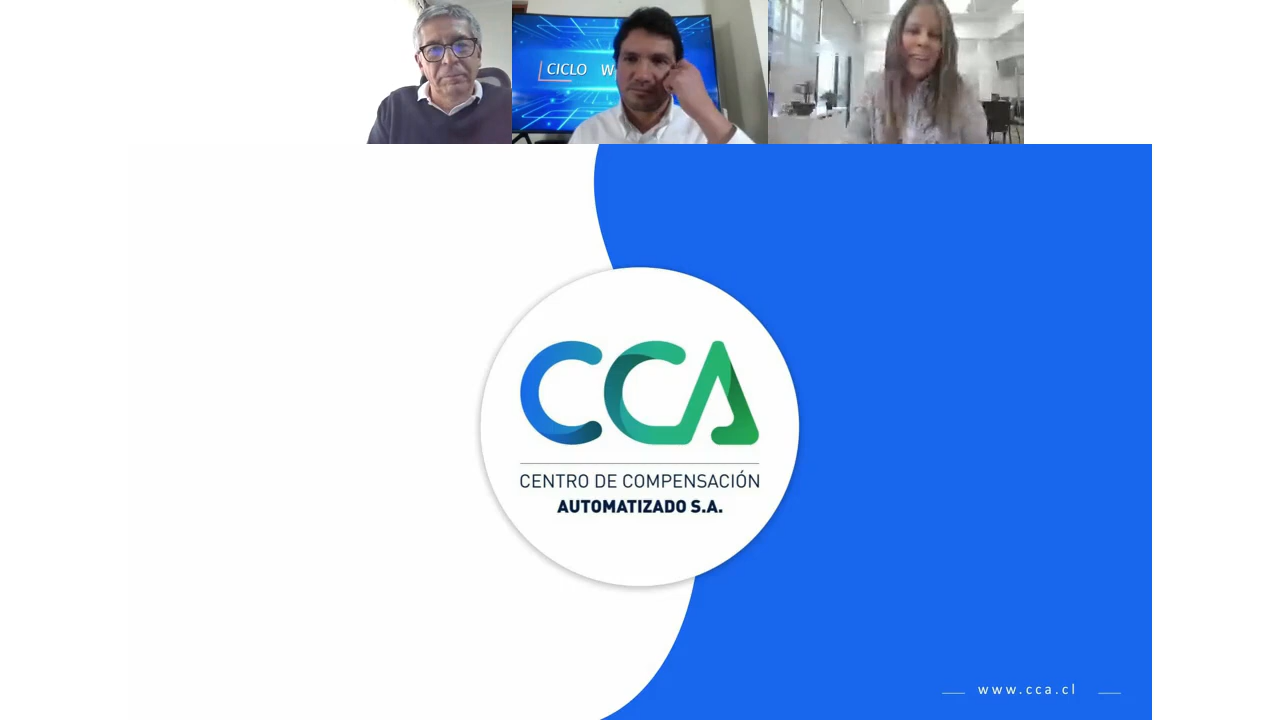 CICLO W
CCA
CENTRO DE COMPENSACIÓN
AUTOMATIZADO S.A.
www.cca.cl